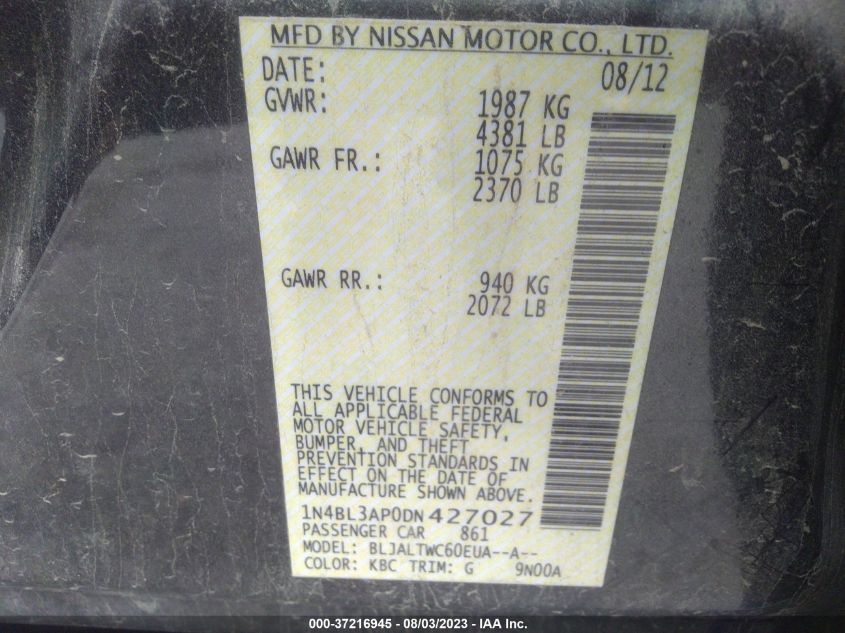 MFD BY NISSAN MOTOR CO., LTD.
DATE: 08/12
GVWR: 1987 KG
4381 LB
GAWR FR.: 1075 KG
2370 LB
GAWR RR.: 940 KG
2072 LB
THIS VEHICLE CONFORMS TO
ALL APPLICABLE FEDERAL
MOTOR VEHICLE SAFETY,
BUMPER, AND THEFT
PREVENTION STANDARDS IN
EFFECT ON THE DATE OF
MANUFACTURE SHOWN ABOVE.
1N4BL3AP0DN427027
PASSENGER CAR 861
MODEL: BLJALTWC60EUA--A--
COLOR: KBC TRIM: G 9N00A
000-37216945 - 08/03/2023 - IAA Inc.